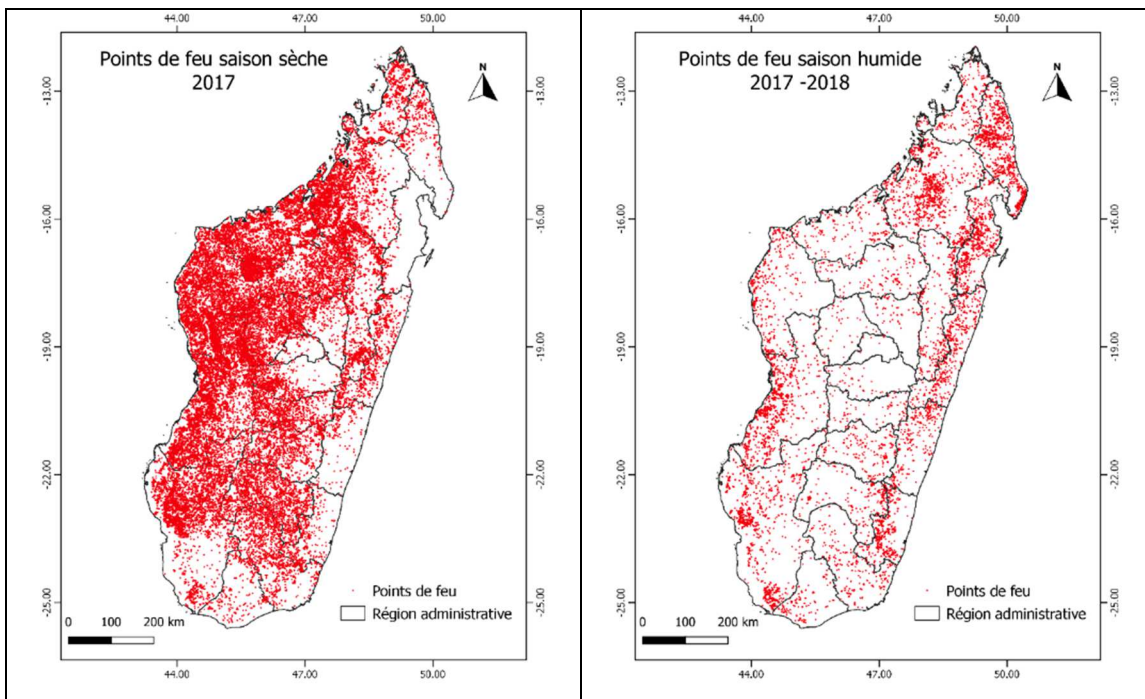 44.00 47.00 50.00
Points de feu saison sèche
2017
N
-13.00 -13.00
-16.00 -16.00
-19.00 -19.00
-22.00 -22.00
-25.00 -25.00
Points de feu
Région administrative
0 100 200 km
44.00 47.00 50.00
44.00 47.00 50.00
Points de feu saison humide
2017 -2018
N
-13.00 -13.00
-16.00 -16.00
-19.00 -19.00
-22.00 -22.00
-25.00 -25.00
Points de feu
Région administrative
0 100 200 km
44.00 47.00 50.00